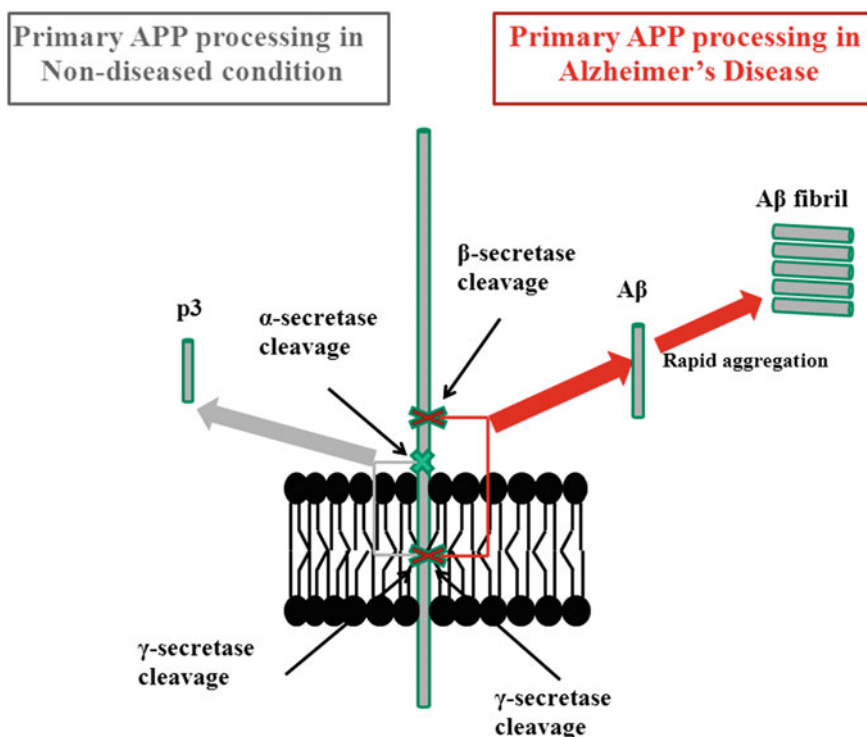 Primary APP processing in
Non-diseased condition
Primary APP processing in
Alzheimer's Disease
Aβ fibril
β-secretase
cleavage
Aβ
p3
α-secretase
cleavage
Rapid aggregation
γ-secretase
cleavage
γ-secretase
cleavage